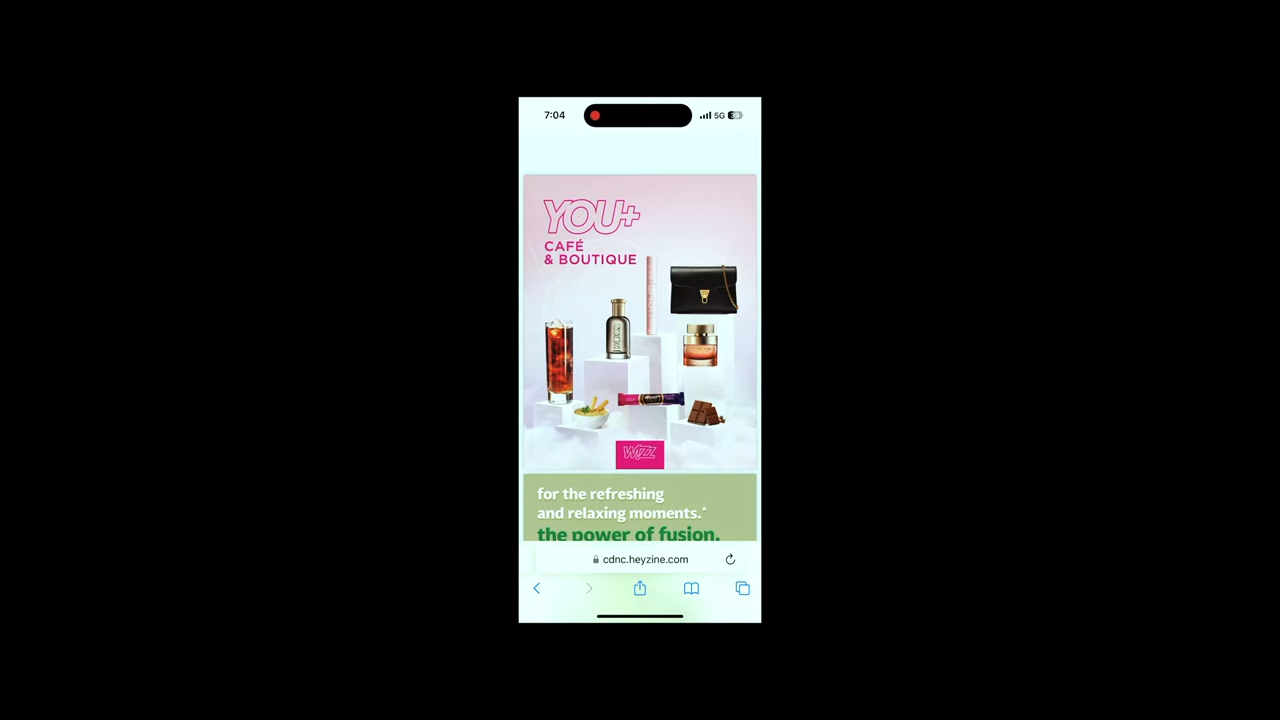 7:04
5G
YOU+
CAFÉ
& BOUTIQUE
WIZZ
for the refreshing
and relaxing moments.*
the power of fusion.
cdnc.heyzine.com